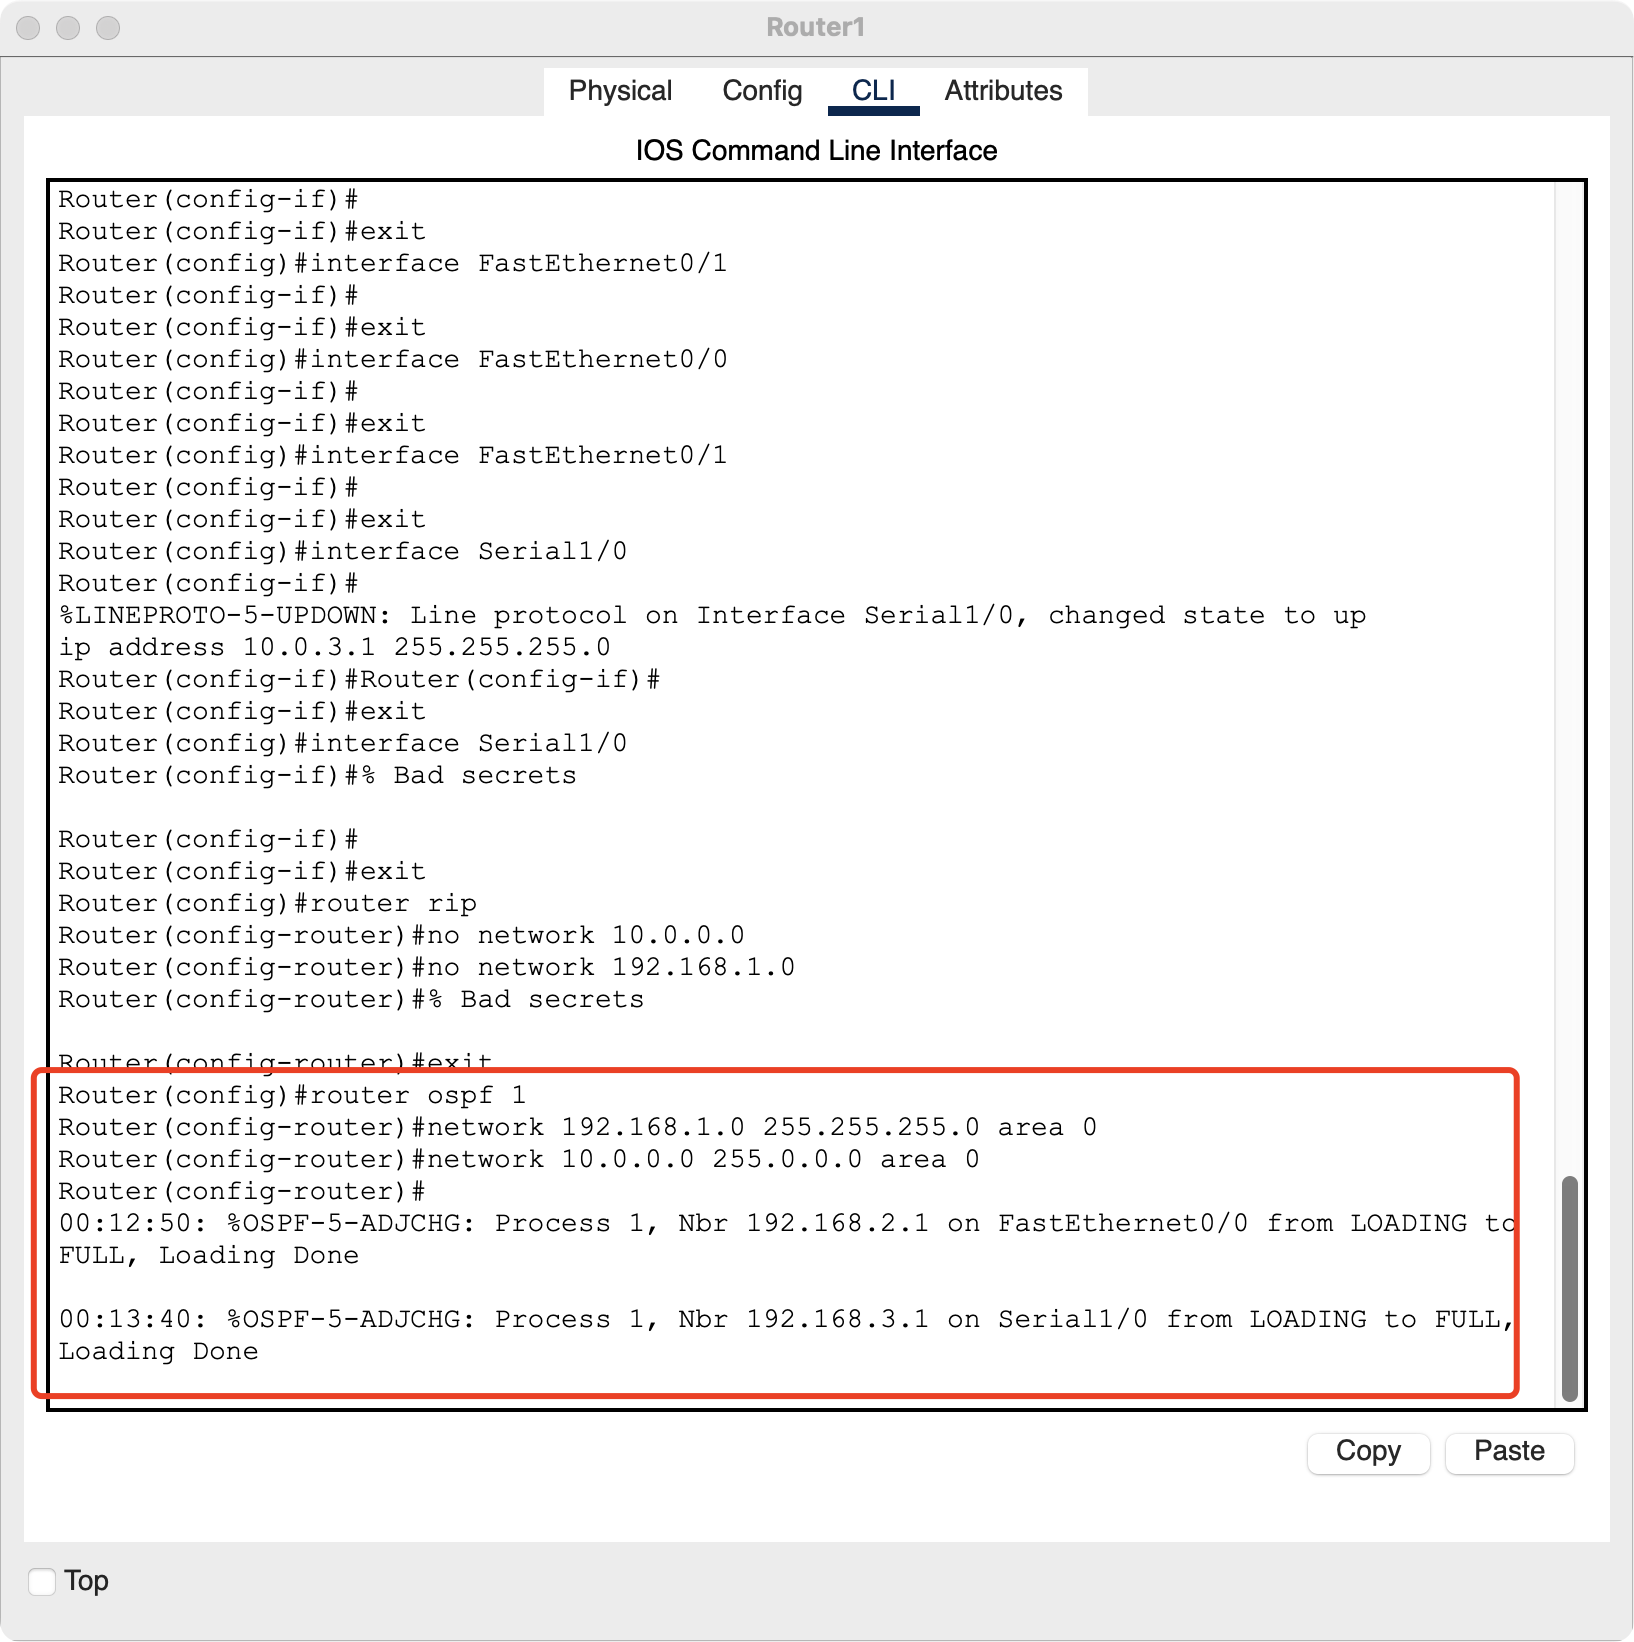 Router1
Physical Config CLI Attributes
IOS Command Line Interface
Router(config-if)#
Router(config-if)#exit
Router(config)#interface FastEthernet0/1
Router(config-if)#
Router(config-if)#exit
Router(config)#interface FastEthernet0/0
Router(config-if)#
Router(config-if)#exit
Router(config)#interface FastEthernet0/1
Router(config-if)#
Router(config-if)#exit
Router(config)#interface Serial1/0
Router(config-if)#
%LINEPROTO-5-UPDOWN: Line protocol on Interface Serial1/0, changed state to up
ip address 10.0.3.1 255.255.255.0
Router(config-if)#Router(config-if)#
Router(config-if)#exit
Router(config)#interface Serial1/0
Router(config-if)#% Bad secrets
Router(config-if)#
Router(config-if)#exit
Router(config)#router rip
Router(config-router)#no network 10.0.0.0
Router(config-router)#no network 192.168.1.0
Router(config-router)#% Bad secrets
Router(config-router)#exit
Router(config)#router ospf 1
Router(config-router)#network 192.168.1.0 255.255.255.0 area 0
Router(config-router)#network 10.0.0.0 255.0.0.0 area 0
Router(config-router)#
00:12:50: %OSPF-5-ADJCHG: Process 1, Nbr 192.168.2.1 on FastEthernet0/0 from LOADING to
FULL, Loading Done
00:13:40: %OSPF-5-ADJCHG: Process 1, Nbr 192.168.3.1 on Serial1/0 from LOADING to FULL,
Loading Done
Copy Paste
Top